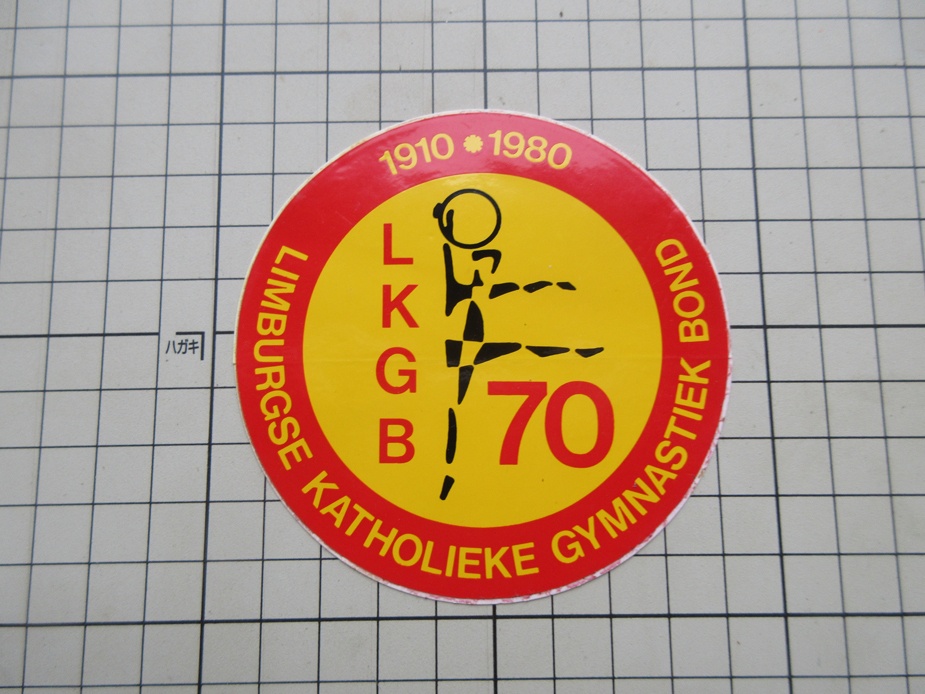 1910 * 1980
L
K
G
B
70
LIMBURGSE KATHOLIEKE GYMNASTIEK BOND
ハガキ